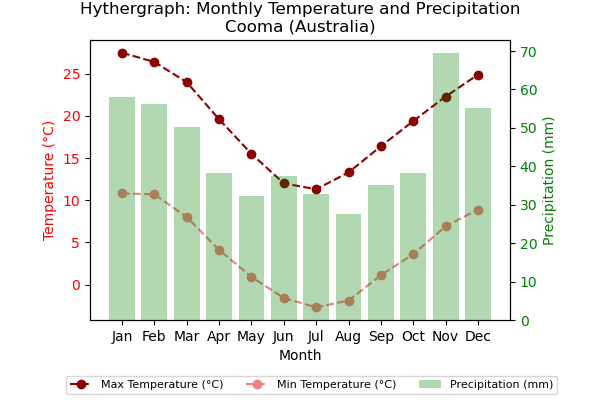 Hythergraph: Monthly Temperature and Precipitation
Cooma (Australia)
Temperature (°C)
25
20
15
10
5
0
Precipitation (mm)
70
60
50
40
30
20
10
0
Jan Feb Mar Apr May Jun Jul Aug Sep Oct Nov Dec
Month
Max Temperature (°C) Min Temperature (°C) Precipitation (mm)